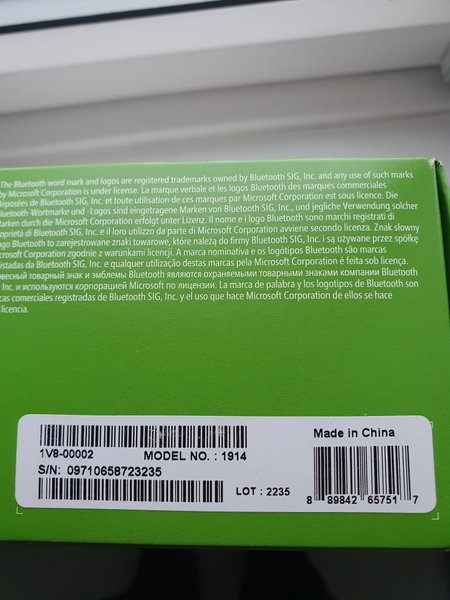 The Bluetooth word mark and logos are registered trademarks owned by Bluetooth SIG, Inc. and any use of such marks
by Microsoft Corporation is under license. La marque verbale et les logos Bluetooth des marques commerciales
déposées de Bluetooth SIG, Inc. et toute utilisation de ces marques par Microsoft Corporation est sous licence. Die
Bluetooth-Wortmarke und -Logos sind eingetragene Marken von Bluetooth SIG, Inc., und jegliche Verwendung solcher
Marken durch die Microsoft Corporation erfolgt unter Lizenz. Il nome e i logo Bluetooth sono marchi registrati di
proprietà di Bluetooth SIG, Inc. e il loro utilizzo da parte di Microsoft Corporation avviene secondo licenza. Znak słowny
logo Bluetooth to zarejestrowane znaki towarowe, które należą do firmy Bluetooth SIG, Inc. i są używane przez spółkę
Microsoft Corporation zgodnie z warunkami licencji. A marca nominativa e os logótipos Bluetooth são marcas
registadas da Bluetooth SIG, Inc. e qualquer utilização destas marcas pela Microsoft Corporation é feita sob licença.
овесный товарный знак и эмблемы Bluetooth являются охраняемыми товарными знаками компании Bluetooth
Inc. и используются корпорацией Microsoft по лицензии. La marca de palabra y los logotipos de Bluetooth son
cas comerciales registradas de Bluetooth SIG, Inc. y el uso que hace Microsoft Corporation de ellos se hace
licencia.
1V8-00002 MODEL NO. : 1914
S/N: 09710658723235
LOT : 2235
Made in China
8 89842 65751 7